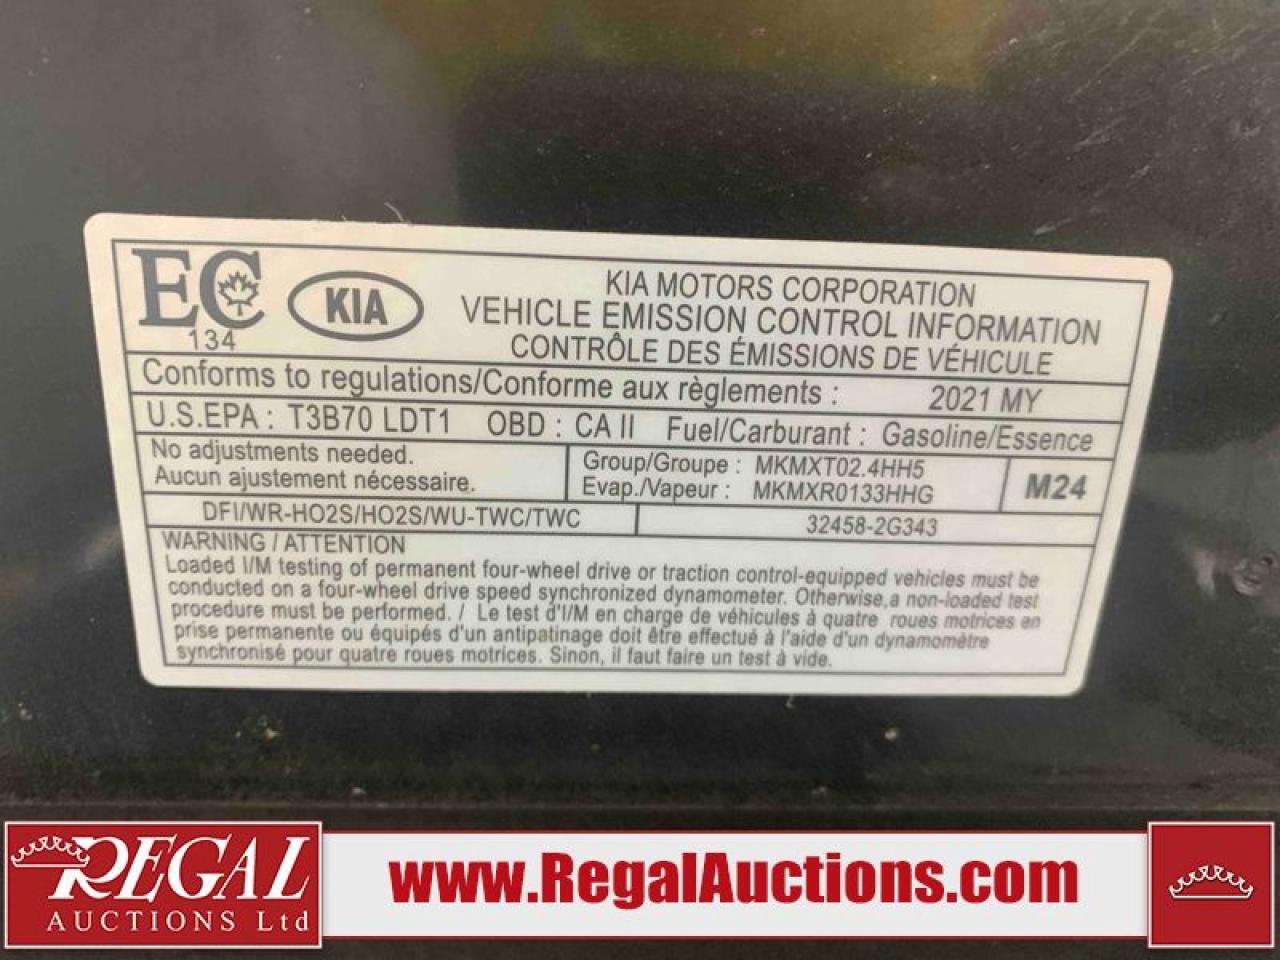 EC
134
KIA
KIA MOTORS CORPORATION
VEHICLE EMISSION CONTROL INFORMATION
CONTRÔLE DES ÉMISSIONS DE VÉHICULE
Conforms to regulations/Conforme aux règlements : 2021 MY
U.S.EPA : T3B70 LDT1 OBD : CA II Fuel/Carburant : Gasoline/Essence
No adjustments needed.
Aucun ajustement nécessaire.
Group/Groupe : MKMXT02.4HH5
Evap./Vapeur : MKMXR0133HHG
M24
DFI/WR-HO2S/HO2S/WU-TWC/TWC
32458-2G343
WARNING / ATTENTION
Loaded I/M testing of permanent four-wheel drive or traction control-equipped vehicles must be
conducted on a four-wheel drive speed synchronized dynamometer. Otherwise,a non-loaded test
procedure must be performed. / Le test d'I/M en charge de véhicules à quatre roues motrices en
prise permanente ou équipés d'un antipatinage doit être effectué à l'aide d'un dynamomètre
synchronisé pour quatre roues motrices. Sinon, il faut faire un test à vide.
REGAL
AUCTIONS Ltd
www.RegalAuctions.com